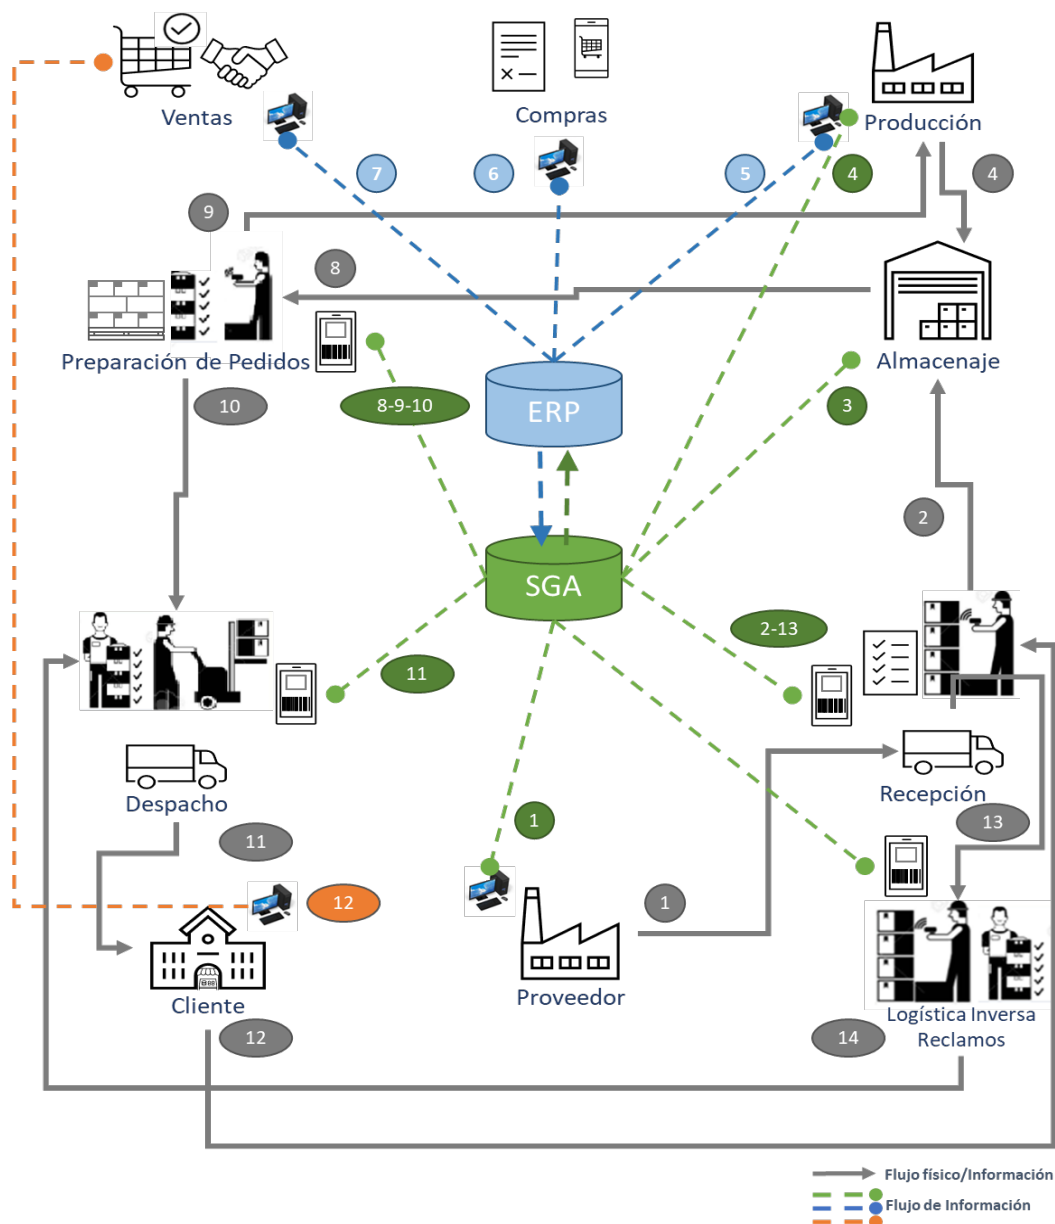 Ventas
Compras
Producción
7
6
5
4
4
9
8
Preparación de Pedidos
Almacenaje
10
8-9-10
ERP
3
2
SGA
2-13
11
Despacho
Recepción
11
1
13
12
1
Cliente
Proveedor
Logística Inversa
Reclamos
12
14
Flujo físico/Información
Flujo de Información